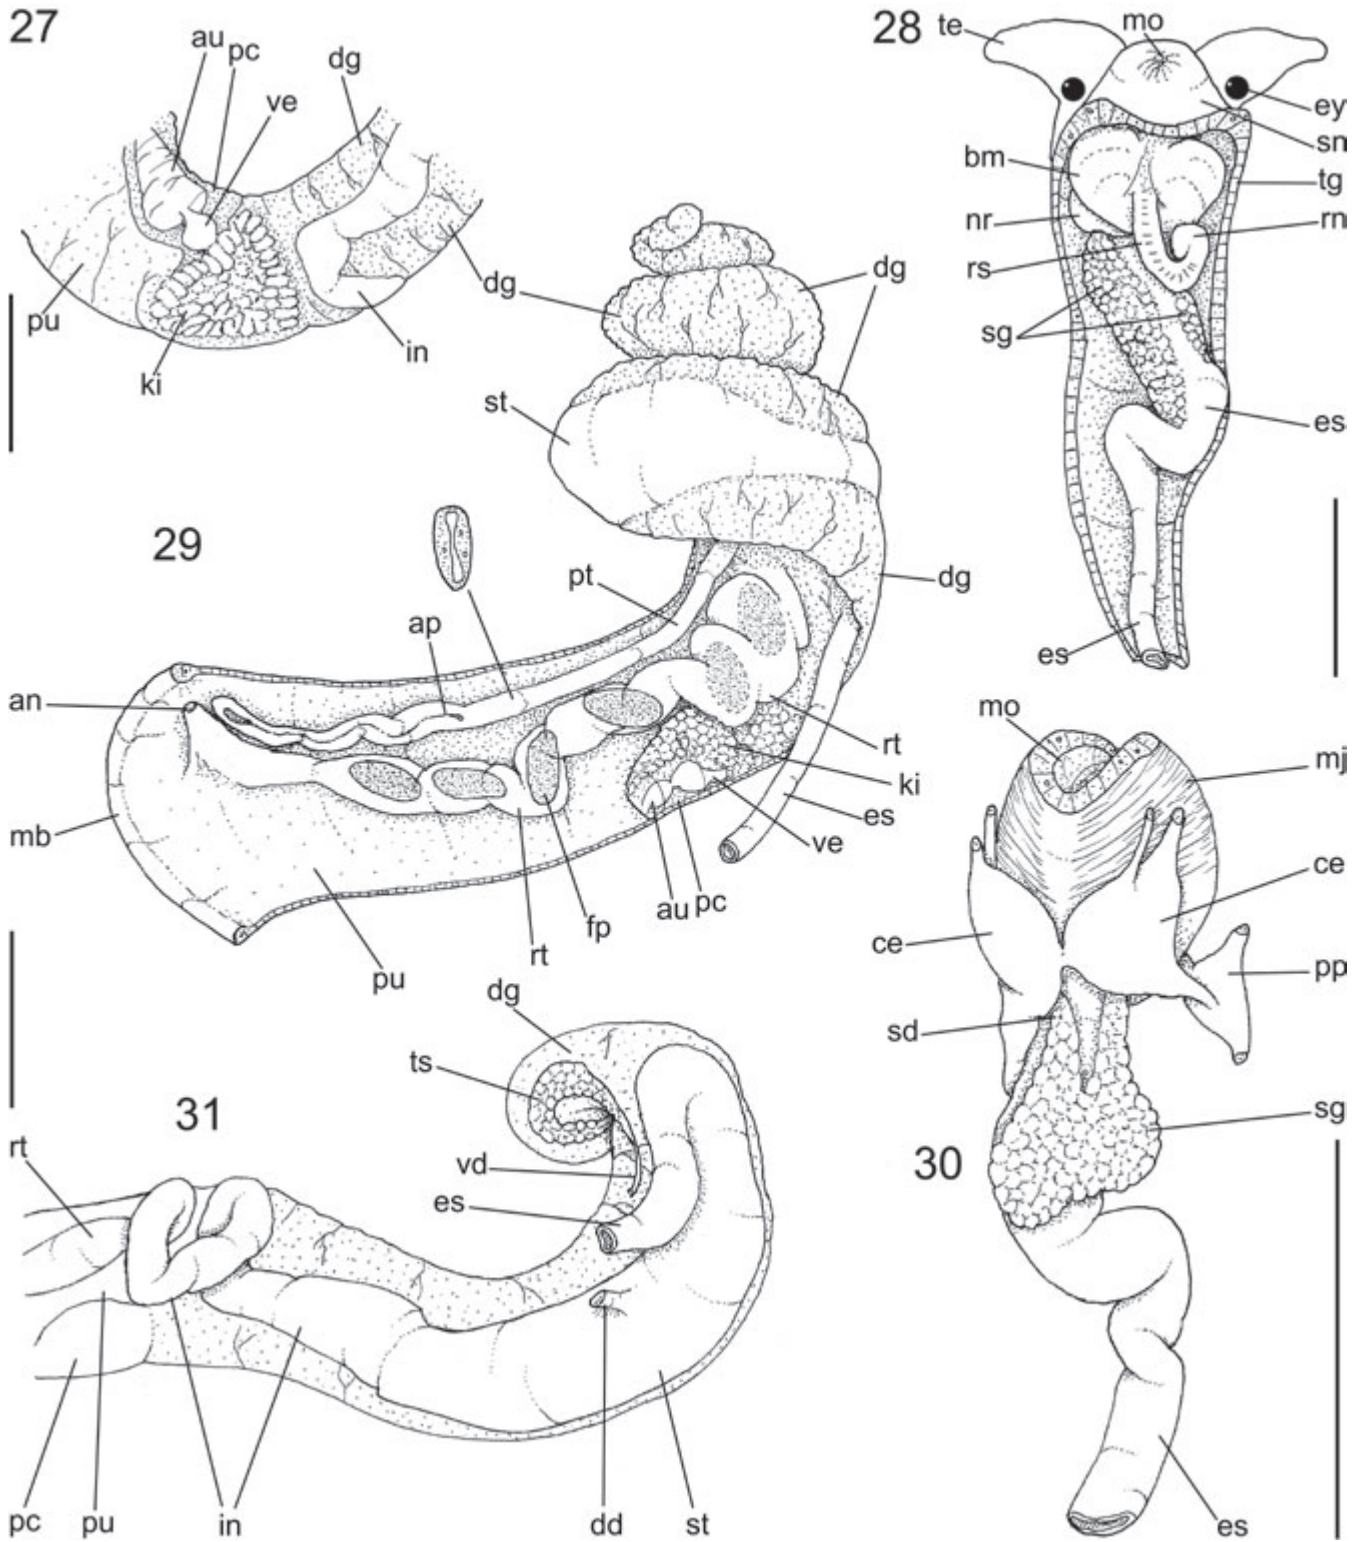 27
au
pc
dg
ve
dg
pu
in
ki
28
te
mo
ey
sn
bm
tg
nr
rn
rs
sg
es
es
29
dg
dg
st
dg
pt
ap
an
rt
ki
es
mb
ve
au
pc
fp
rt
pu
mo
mj
ce
ce
pp
sd
sg
30
es
31
dg
ts
rt
vd
es
pc
pu
in
dd
st